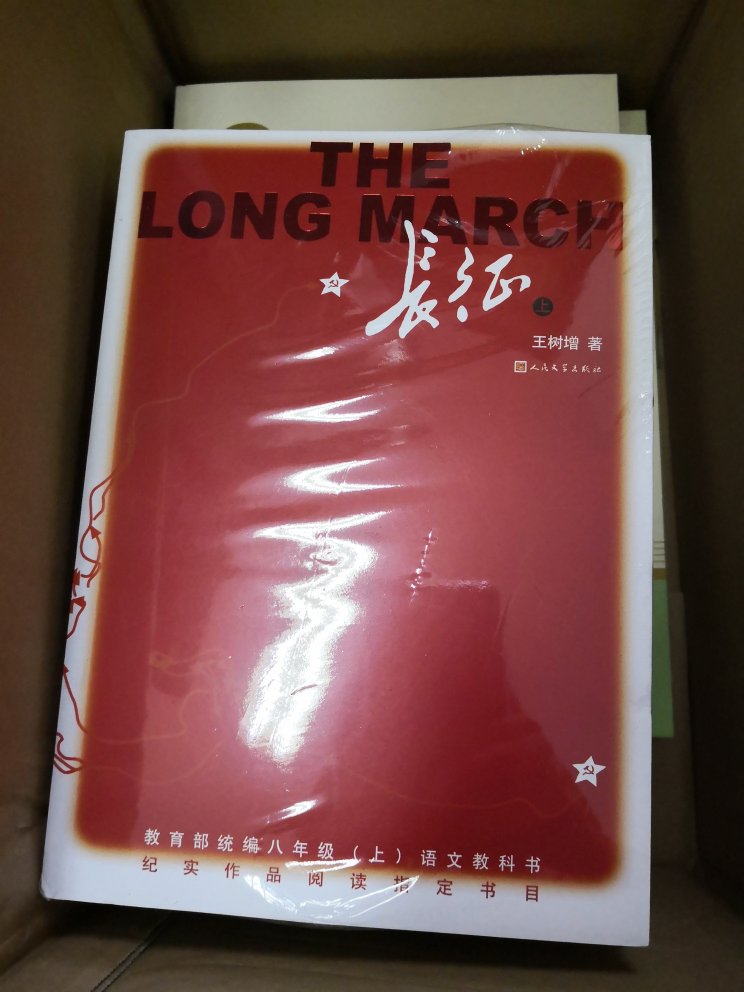 THE
LONG MARCH
長征
上
王树增 著
人民文学出版社
教育部统编八年级（上）语文教科书
纪实作品阅读指定书目